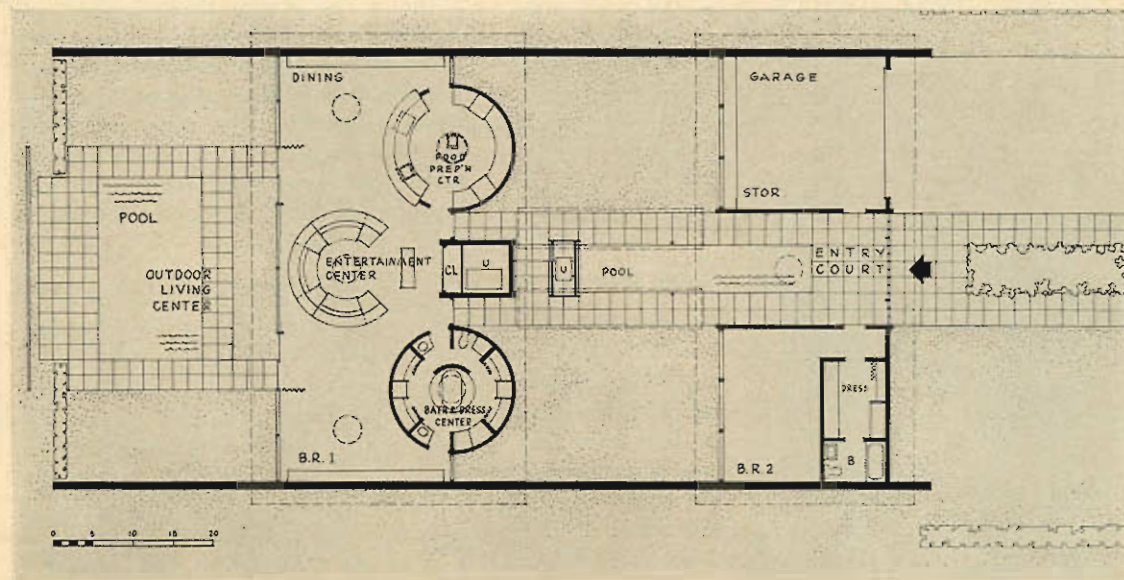 DINING
GARAGE
FOOD
PREP'N
CTR
STOR
POOL
ENTRY
COURT
ENTERTAINMENT
CENTER
CL
U
U
POOL
OUTDOOR
LIVING
CENTER
DRESS
BATH & DRESS
CENTER
B.R. 1
B.R. 2
B
0 5 10 15 20